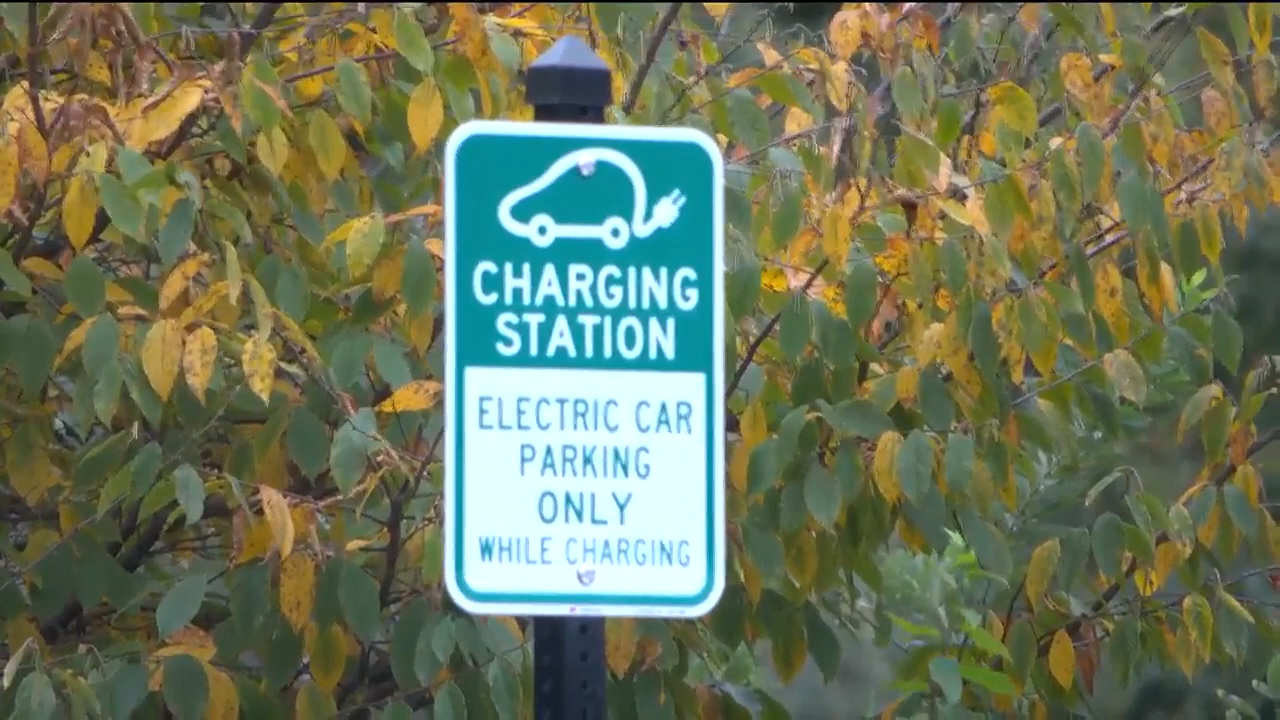 CHARGING
STATION
ELECTRIC CAR
PARKING
ONLY
WHILE CHARGING